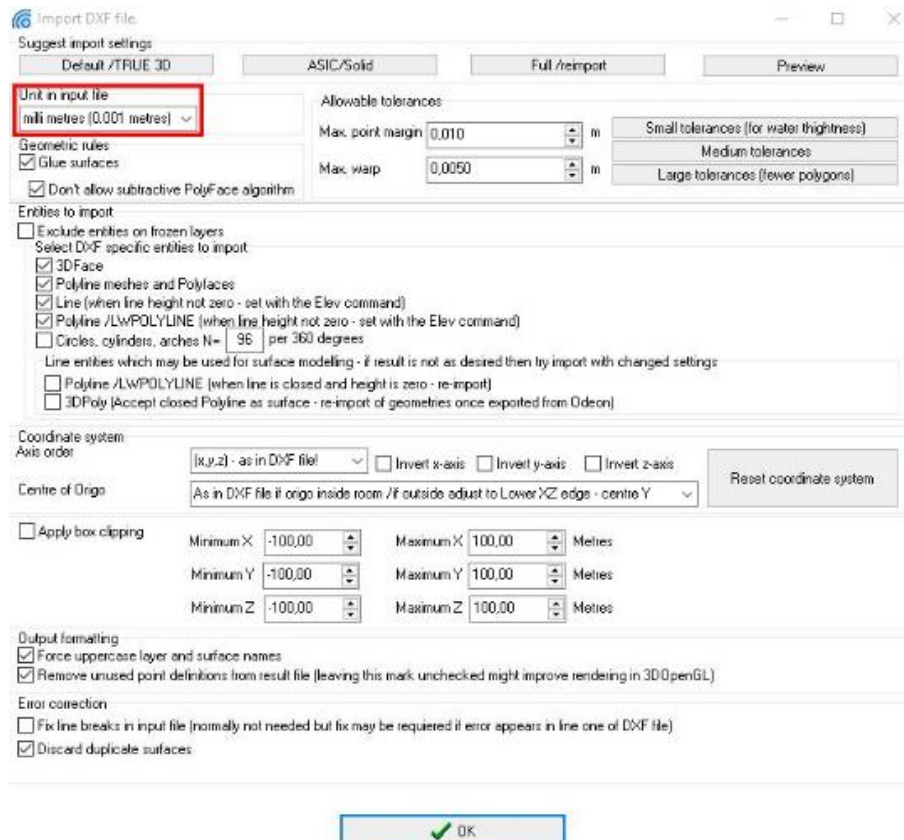 Import DXF file.
Suggest import settings
Default /TRUE 3D ASIC/Solid Full /reimport Preview
Unit in input file
milli metres (0.001 metres)
Allowable tolerances
Max. point margin 0,010 m
Max. warp 0,0050 m
Small tolerances (for water thightness)
Medium tolerances
Large tolerances (fewer polygons)
Geometric rules
Glue surfaces
Don't allow subtractive PolyFace algorithm
Entities to import
Exclude entities on frozen layers
Select DXF specific entities to import
3DFace
Polyline meshes and Polyfaces
Line (when line height not zero - set with the Elev command)
Polyline /LWPOLYLINE (when line height not zero - set with the Elev command)
Circles, cylinders, arches N= 96 per 360 degrees
Line entities which may be used for surface modelling - if result is not as desired then try import with changed settings
Polyline /LWPOLYLINE (when line is closed and height is zero - re-import)
3DPoly (Accept closed Polyline as surface - re-import of geometries once exported from Odeon)
Coordinate system
Axis order (x,y,z) - as in DXF file! Invert x-axis Invert y-axis Invert z-axis
Reset coordinate system
Centre of Origo As in DXF file if origo inside room /if outside adjust to Lower XZ edge - centre Y
Apply box clipping
Minimum X -100,00 Maximum X 100,00 Metres
Minimum Y -100,00 Maximum Y 100,00 Metres
Minimum Z -100,00 Maximum Z 100,00 Metres
Output formatting
Force uppercase layer and surface names
Remove unused point definitions from result file (leaving this mark unchecked might improve rendering in 3DOpenGL)
Error correction
Fix line breaks in input file (normally not needed but fix may be requiered if error appears in line one of DXF file)
Discard duplicate surfaces
OK